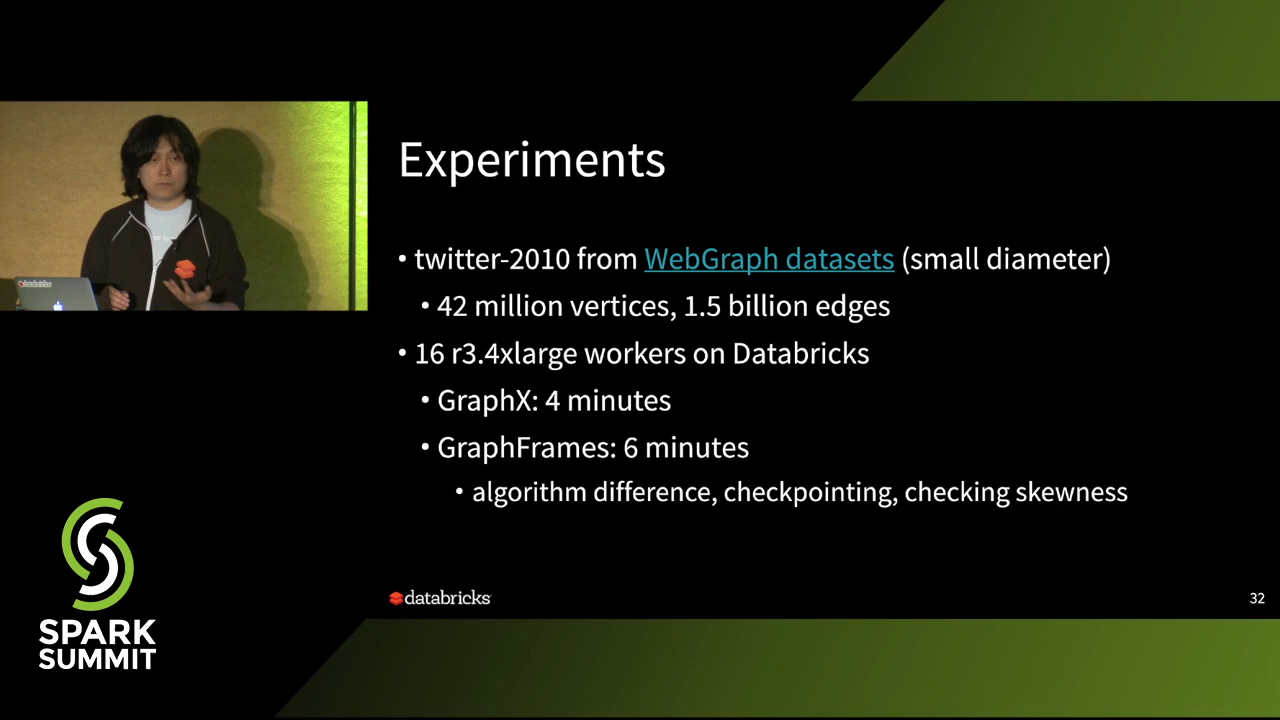 Experiments
• twitter-2010 from WebGraph datasets (small diameter)
• 42 million vertices, 1.5 billion edges
• 16 r3.4xlarge workers on Databricks
• GraphX: 4 minutes
• GraphFrames: 6 minutes
• algorithm difference, checkpointing, checking skewness
databricks
32
SPARK
SUMMIT